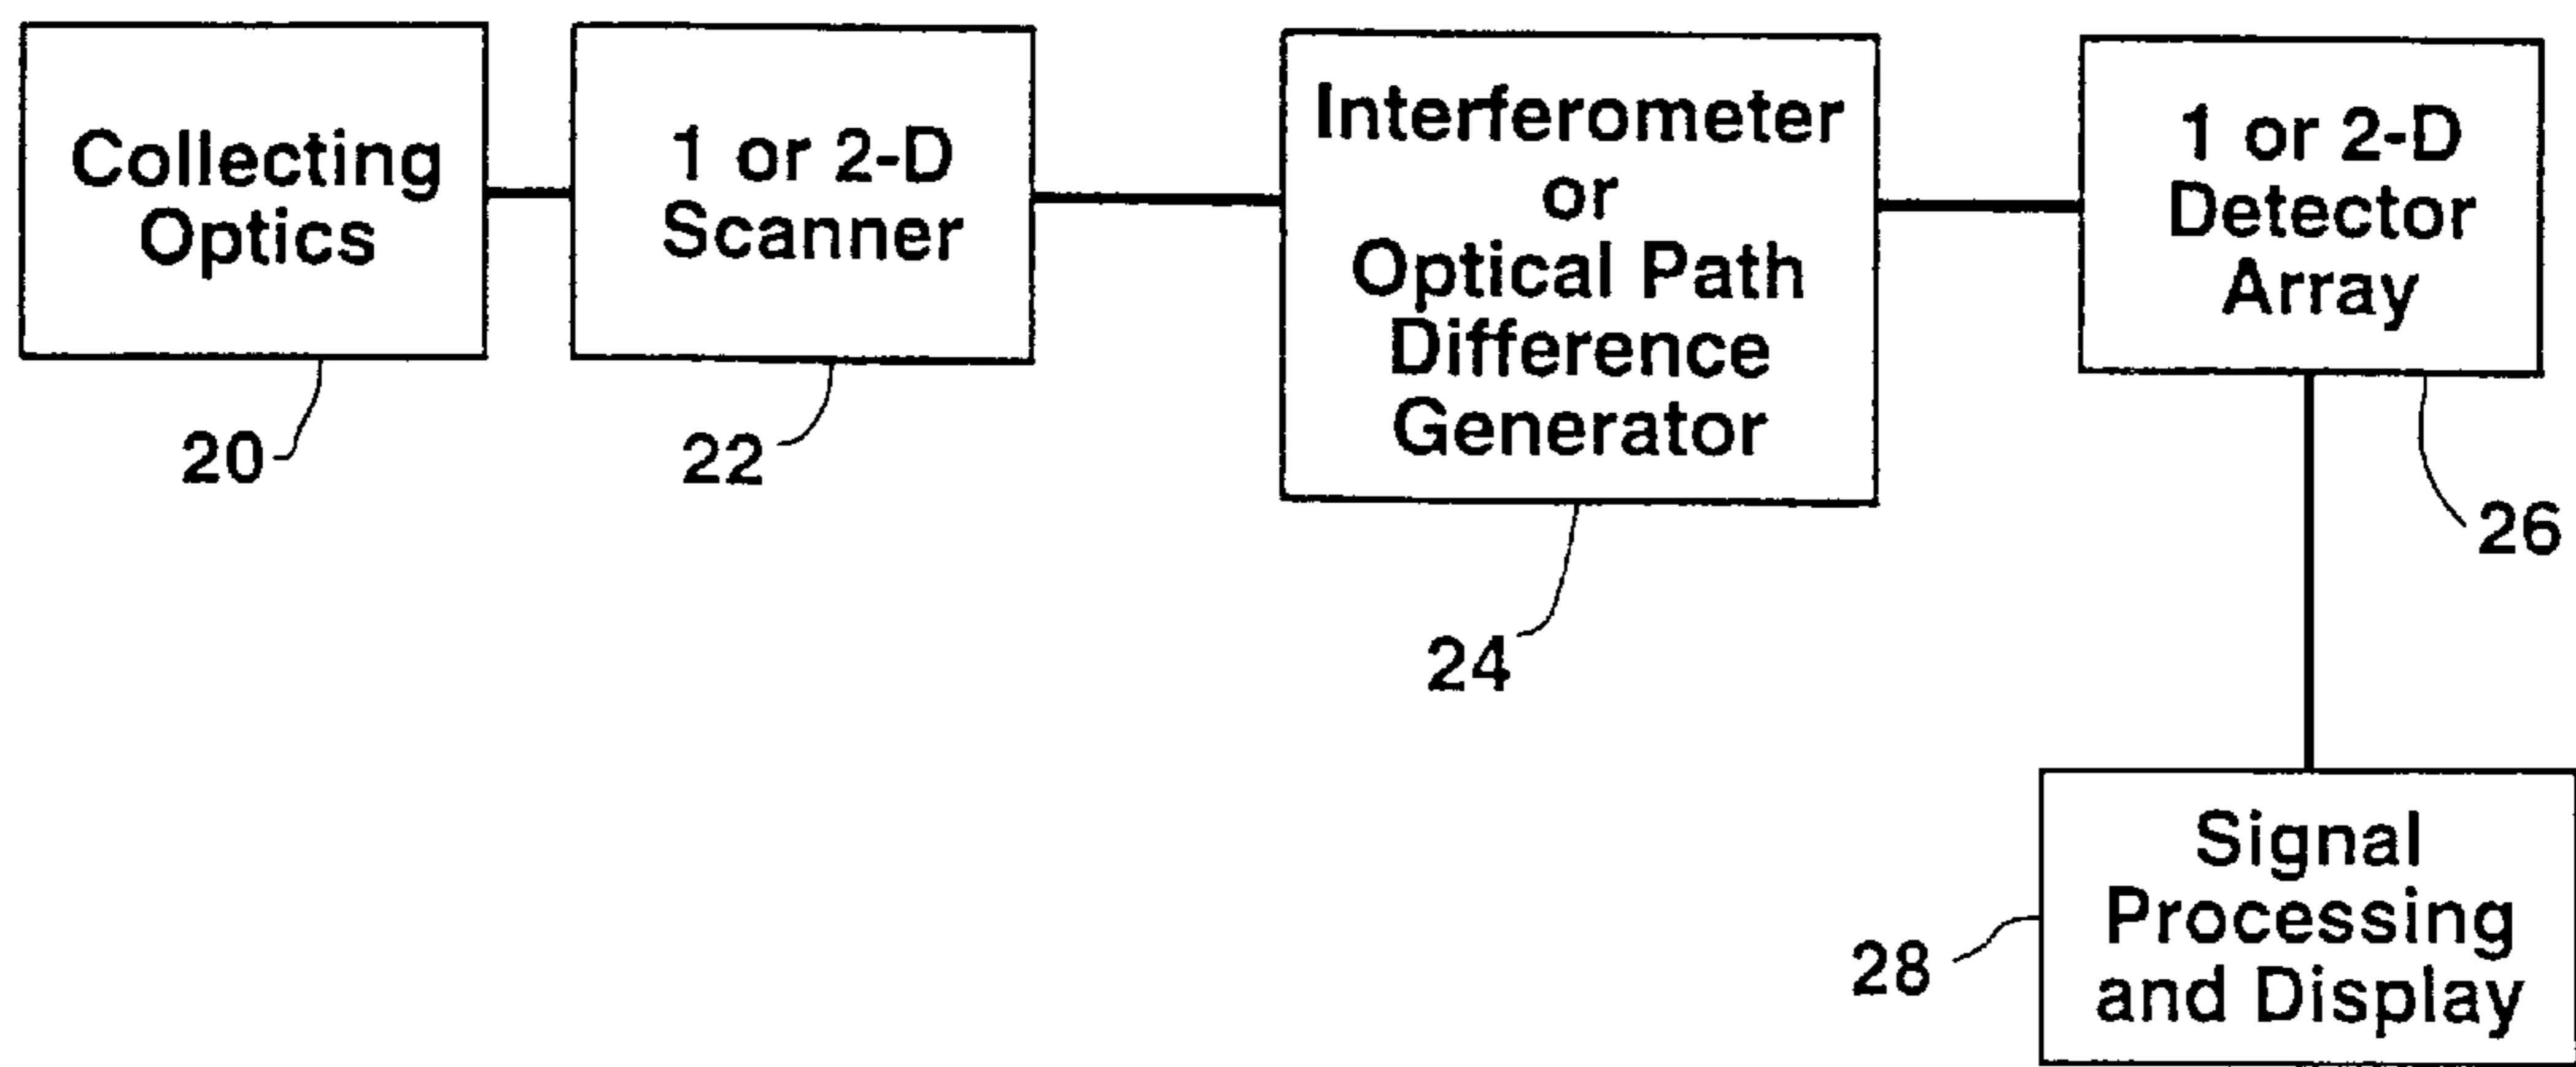 Collecting
Optics
20
1 or 2-D
Scanner
22
Interferometer
or
Optical Path
Difference
Generator
24
1 or 2-D
Detector
Array
26
Signal
Processing
and Display
28